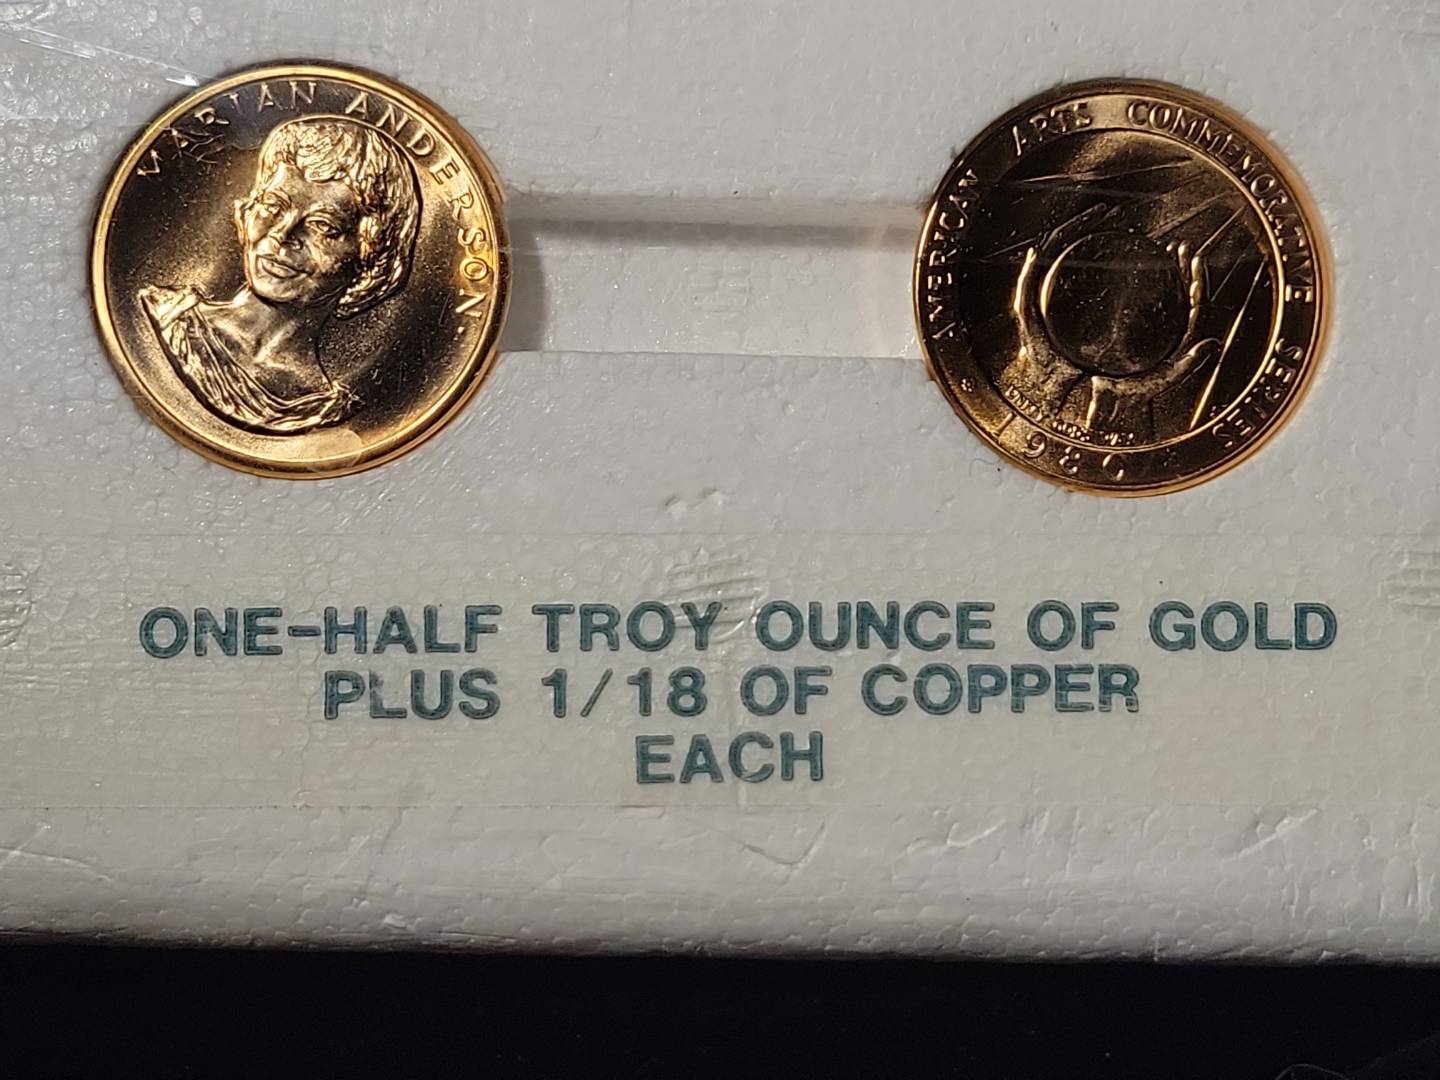 MARIAN ANDERSON.
AMERICAN ARTS COMMEMORATIVE SERIES
1980
ONE-HALF TROY OUNCE OF GOLD
PLUS 1/18 OF COPPER
EACH